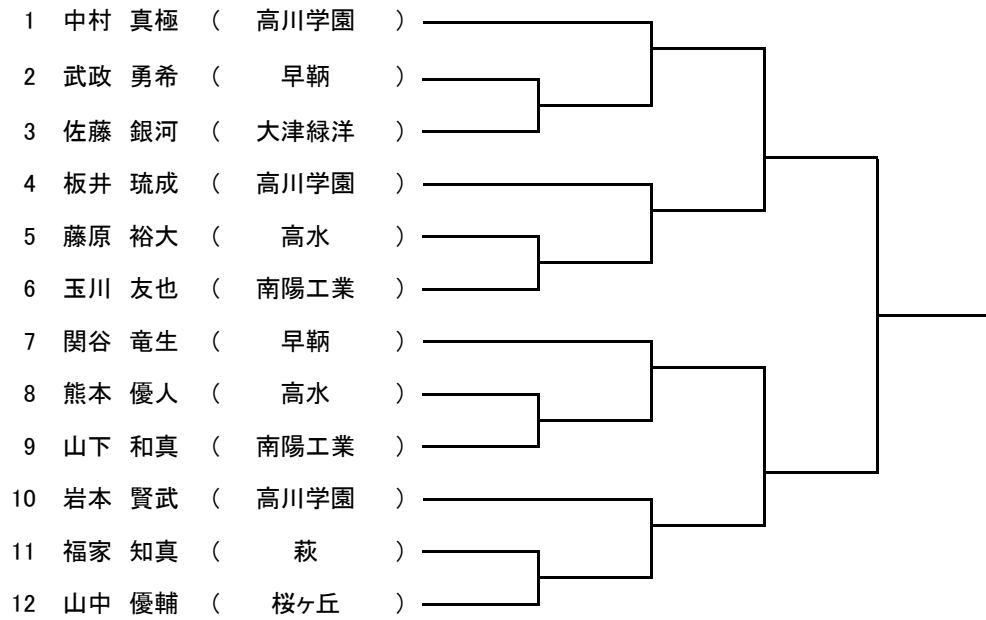 1 中村 真極 ( 高川学園 )
2 武政 勇希 ( 早鞆 )
3 佐藤 銀河 ( 大津緑洋 )
4 板井 琉成 ( 高川学園 )
5 藤原 裕大 ( 高水 )
6 玉川 友也 ( 南陽工業 )
7 関谷 竜生 ( 早鞆 )
8 熊本 優人 ( 高水 )
9 山下 和真 ( 南陽工業 )
10 岩本 賢武 ( 高川学園 )
11 福家 知真 ( 萩 )
12 山中 優輔 ( 桜ヶ丘 )